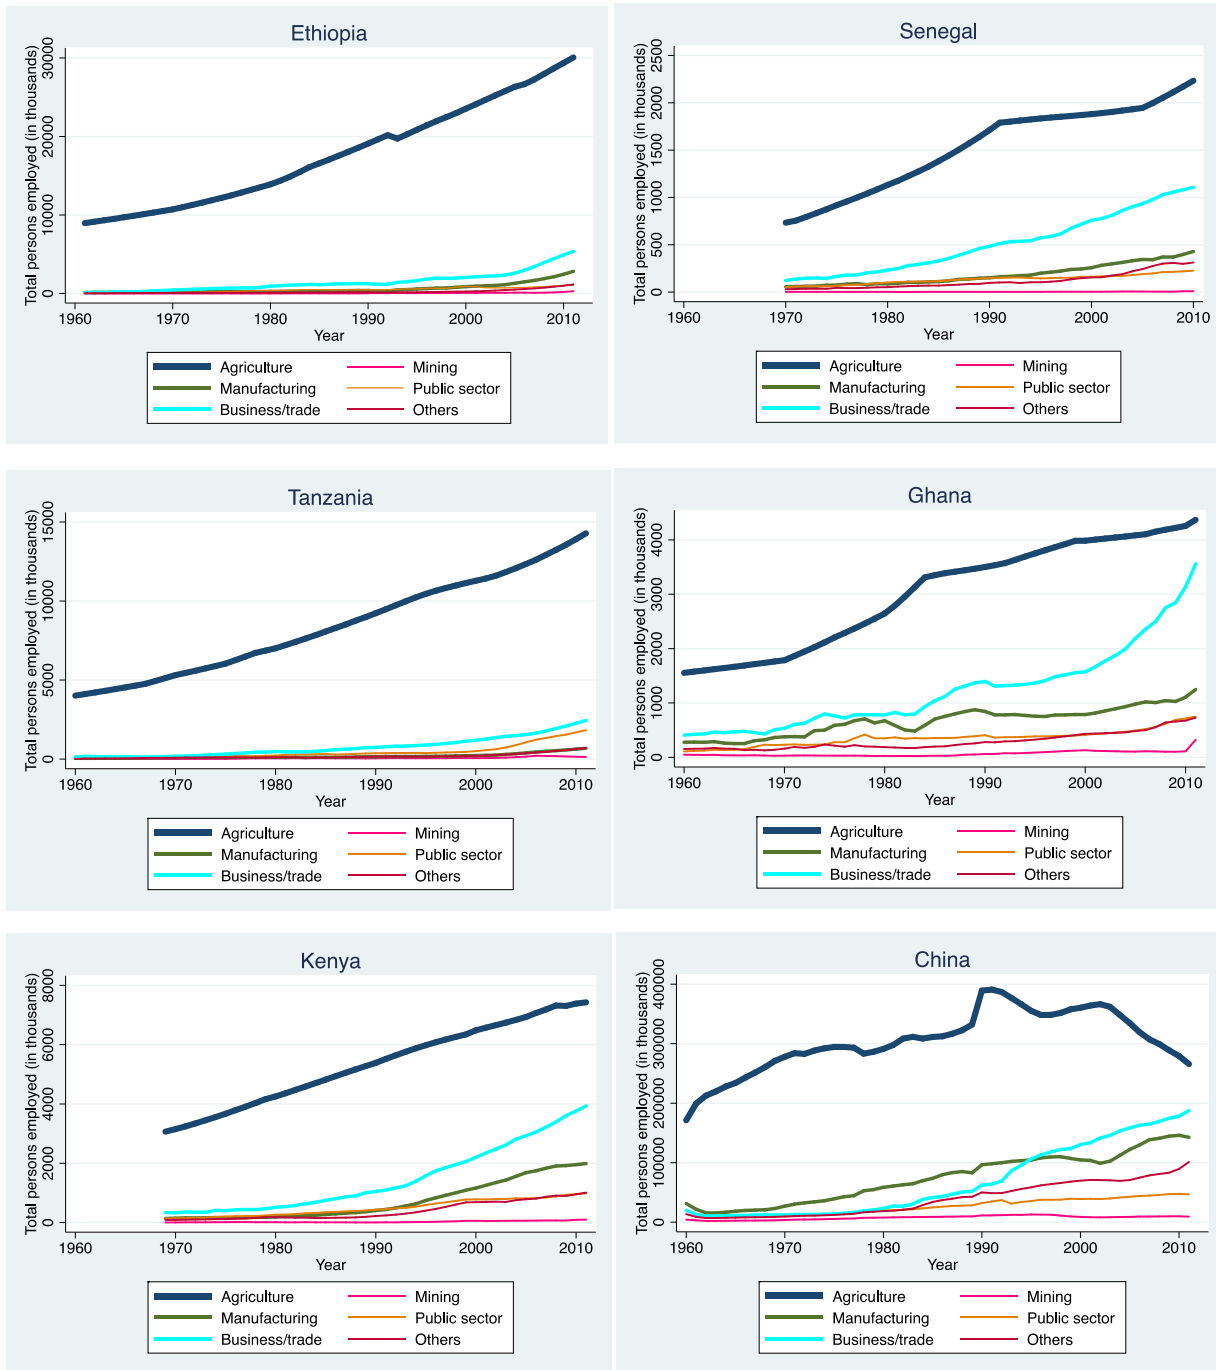 Ethiopia
Total persons employed (in thousands)
30000
20000
10000
0
1960 1970 1980 1990 2000 2010
Year
Agriculture Mining
Manufacturing Public sector
Business/trade Others
Senegal
Total persons employed (in thousands)
2500
2000
1500
1000
500
0
1960 1970 1980 1990 2000 2010
Year
Agriculture Mining
Manufacturing Public sector
Business/trade Others
Tanzania
Total persons employed (in thousands)
15000
10000
5000
0
1960 1970 1980 1990 2000 2010
Year
Agriculture Mining
Manufacturing Public sector
Business/trade Others
Ghana
Total persons employed (in thousands)
4000
3000
2000
1000
0
1960 1970 1980 1990 2000 2010
Year
Agriculture Mining
Manufacturing Public sector
Business/trade Others
Kenya
Total persons employed (in thousands)
8000
6000
4000
2000
0
1960 1970 1980 1990 2000 2010
Year
Agriculture Mining
Manufacturing Public sector
Business/trade Others
China
Total persons employed (in thousands)
400000
300000
200000
100000
0
1960 1970 1980 1990 2000 2010
Year
Agriculture Mining
Manufacturing Public sector
Business/trade Others